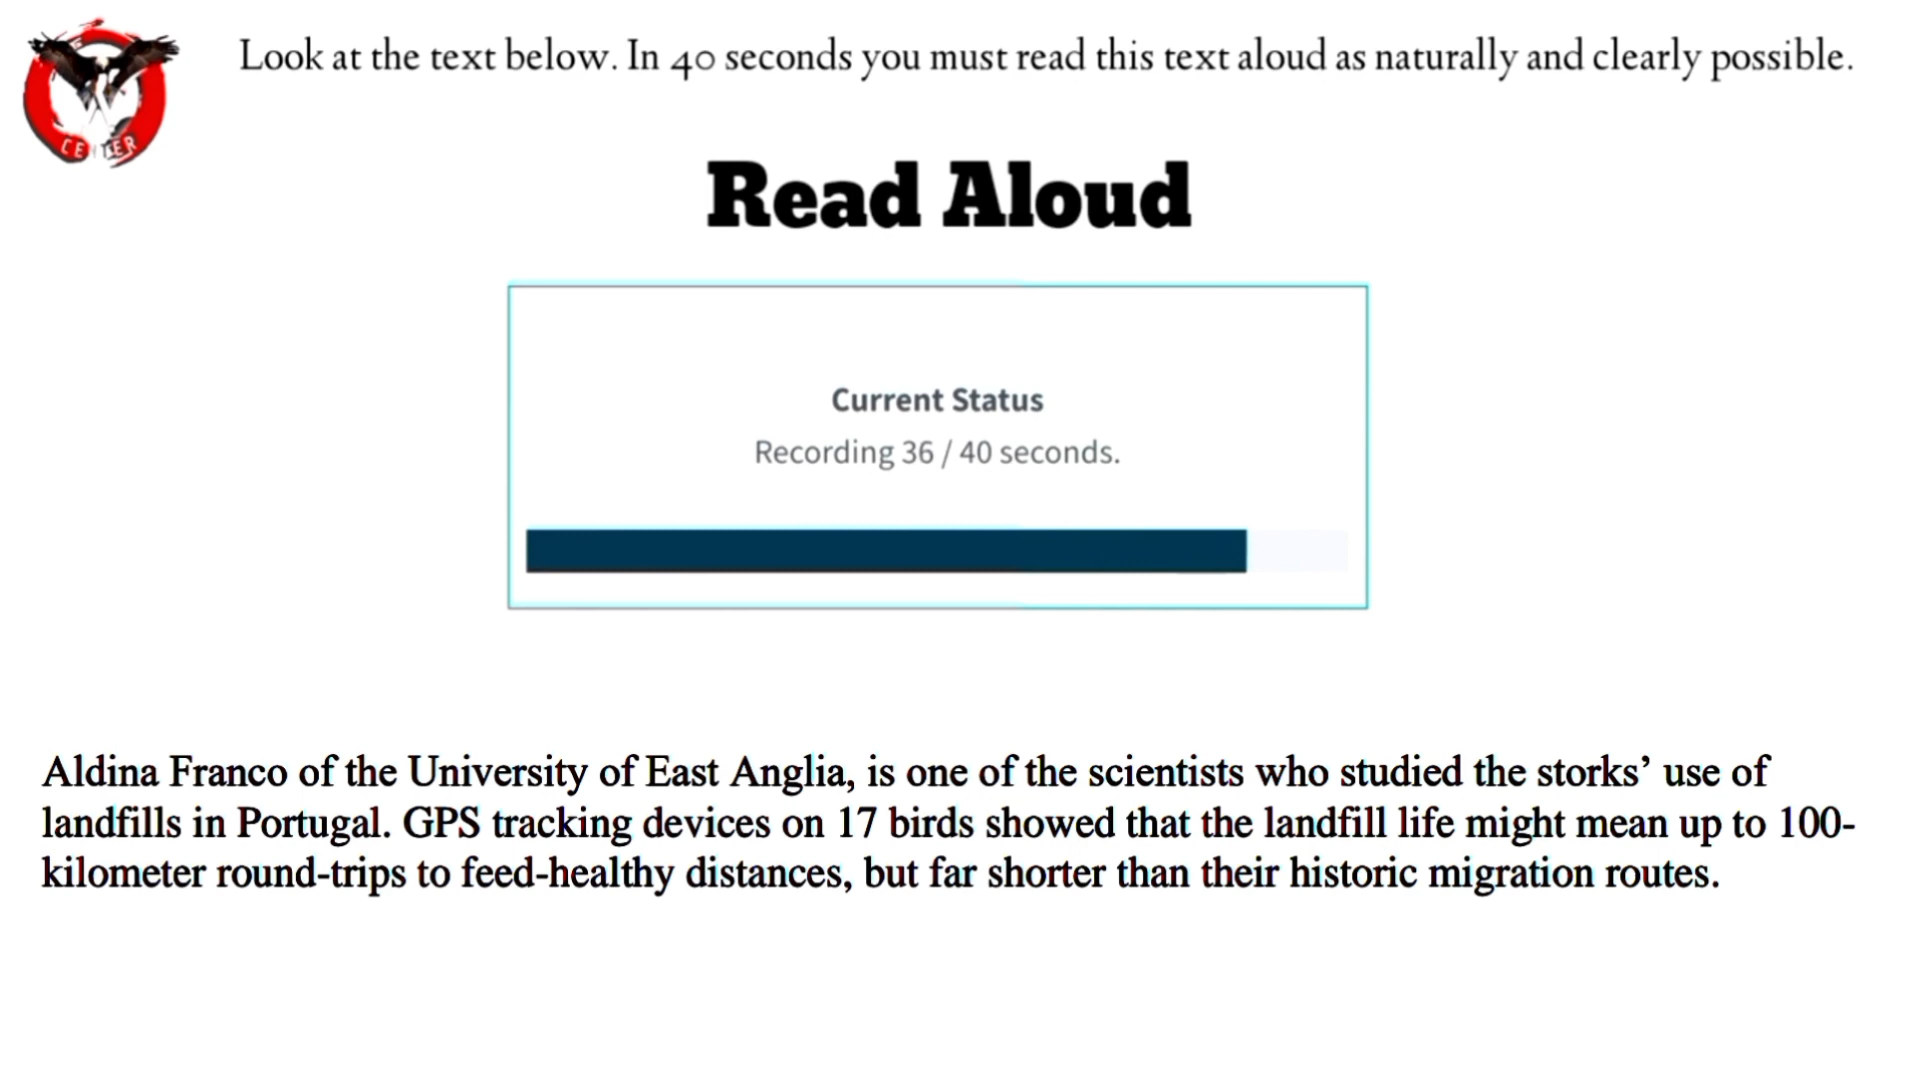 CENTER
Look at the text below. In 40 seconds you must read this text aloud as naturally and clearly possible.
Read Aloud
Current Status
Recording 36 / 40 seconds.
Aldina Franco of the University of East Anglia, is one of the scientists who studied the storks’ use of
landfills in Portugal. GPS tracking devices on 17 birds showed that the landfill life might mean up to 100-
kilometer round-trips to feed-healthy distances, but far shorter than their historic migration routes.